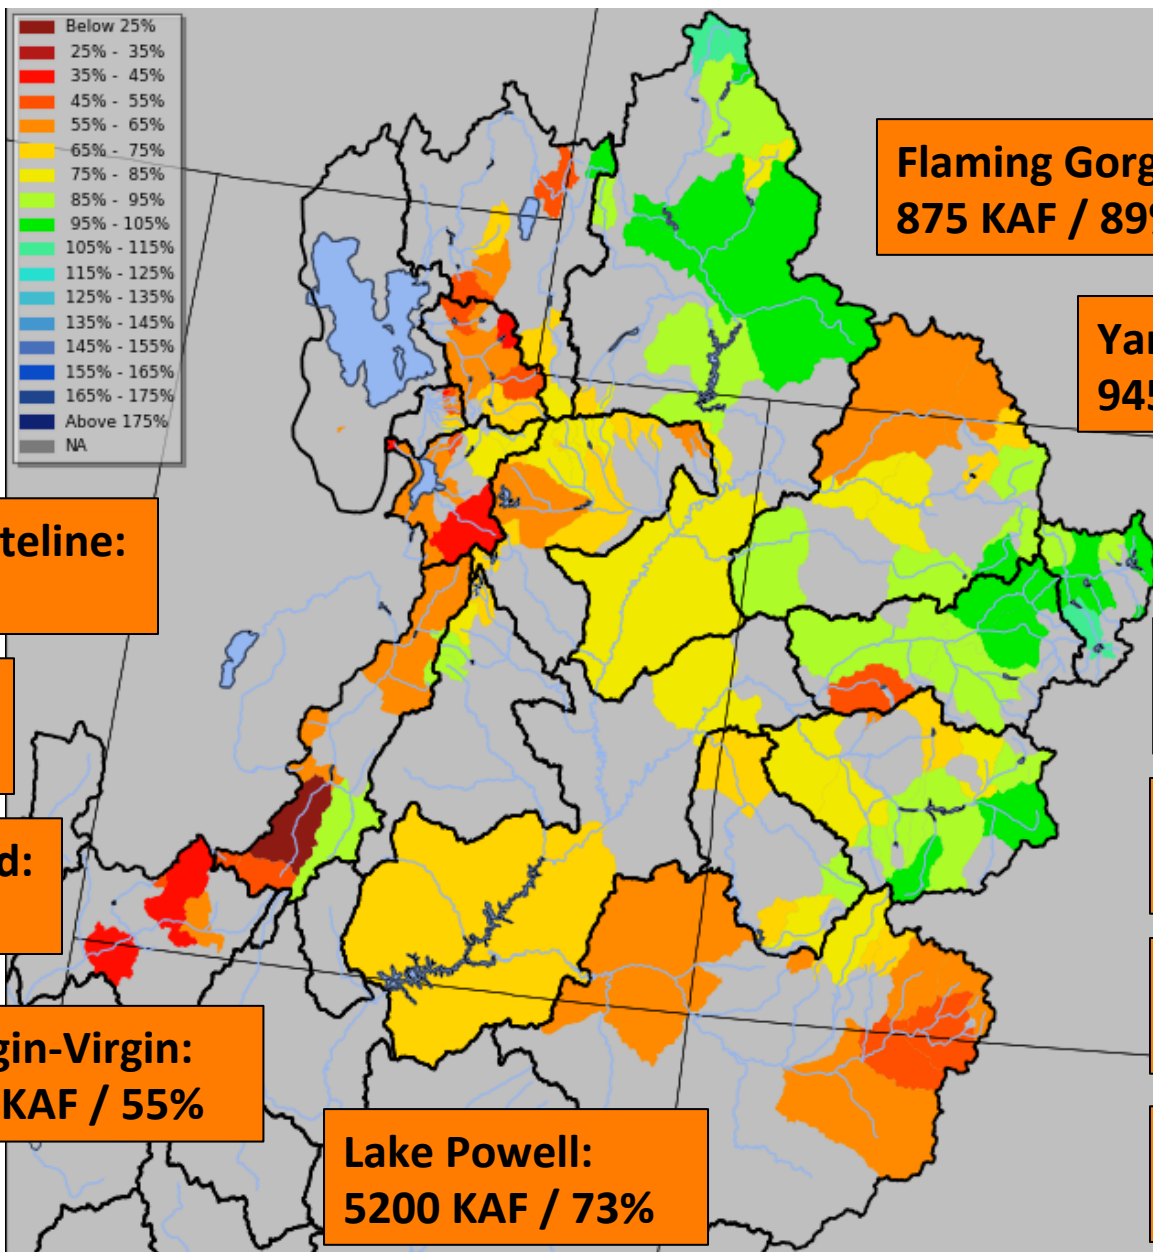 Below 25%
25% - 35%
35% - 45%
45% - 55%
55% - 65%
65% - 75%
75% - 85%
85% - 95%
95% - 105%
105% - 115%
115% - 125%
125% - 135%
135% - 145%
145% - 155%
155% - 165%
165% - 175%
Above 175%
NA
Flaming Gorg
875 KAF / 89%
Yar
945
teline:
d:
gin-Virgin:
KAF / 55%
Lake Powell:
5200 KAF / 73%